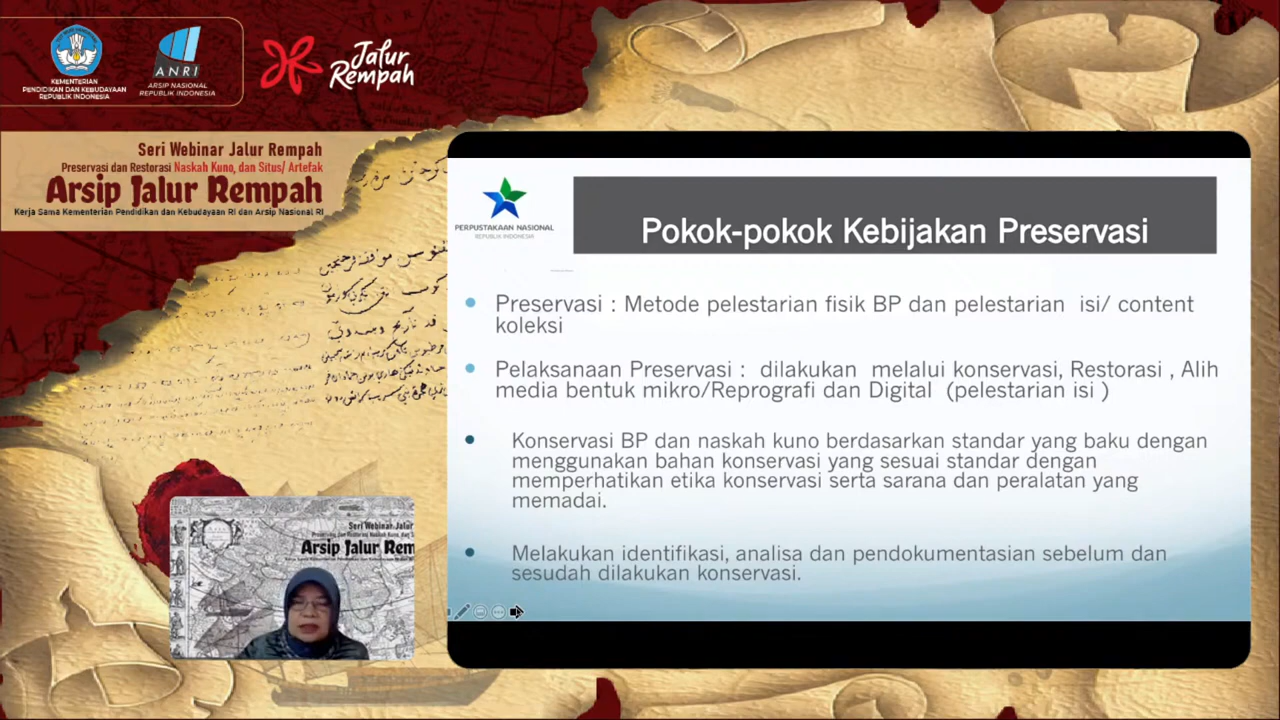 KEMENTERIAN
PENDIDIKAN DAN KEBUDAYAAN
REPUBLIK INDONESIA
ANRI
ARSIP NASIONAL
REPUBLIK INDONESIA
Jalur
Rempah
Seri Webinar Jalur Rempah
Preservasi dan Restorasi Naskah Kuno, dan Situs/ Artefak
Arsip Jalur Rempah
Kerja Sama Kementerian Pendidikan dan Kebudayaan RI dan Arsip Nasional RI
PERPUSTAKAAN NASIONAL
REPUBLIK INDONESIA
Pokok-pokok Kebijakan Preservasi
Preservasi : Metode pelestarian fisik BP dan pelestarian isi/ content
koleksi
Pelaksanaan Preservasi : dilakukan melalui konservasi, Restorasi , Alih
media bentuk mikro/Reprografi dan Digital (pelestarian isi )
Konservasi BP dan naskah kuno berdasarkan standar yang baku dengan
menggunakan bahan konservasi yang sesuai standar dengan
memperhatikan etika konservasi serta sarana dan peralatan yang
memadai.
Melakukan identifikasi, analisa dan pendokumentasian sebelum dan
sesudah dilakukan konservasi.
Seri Webinar Jalur
Arsip Jalur Rem